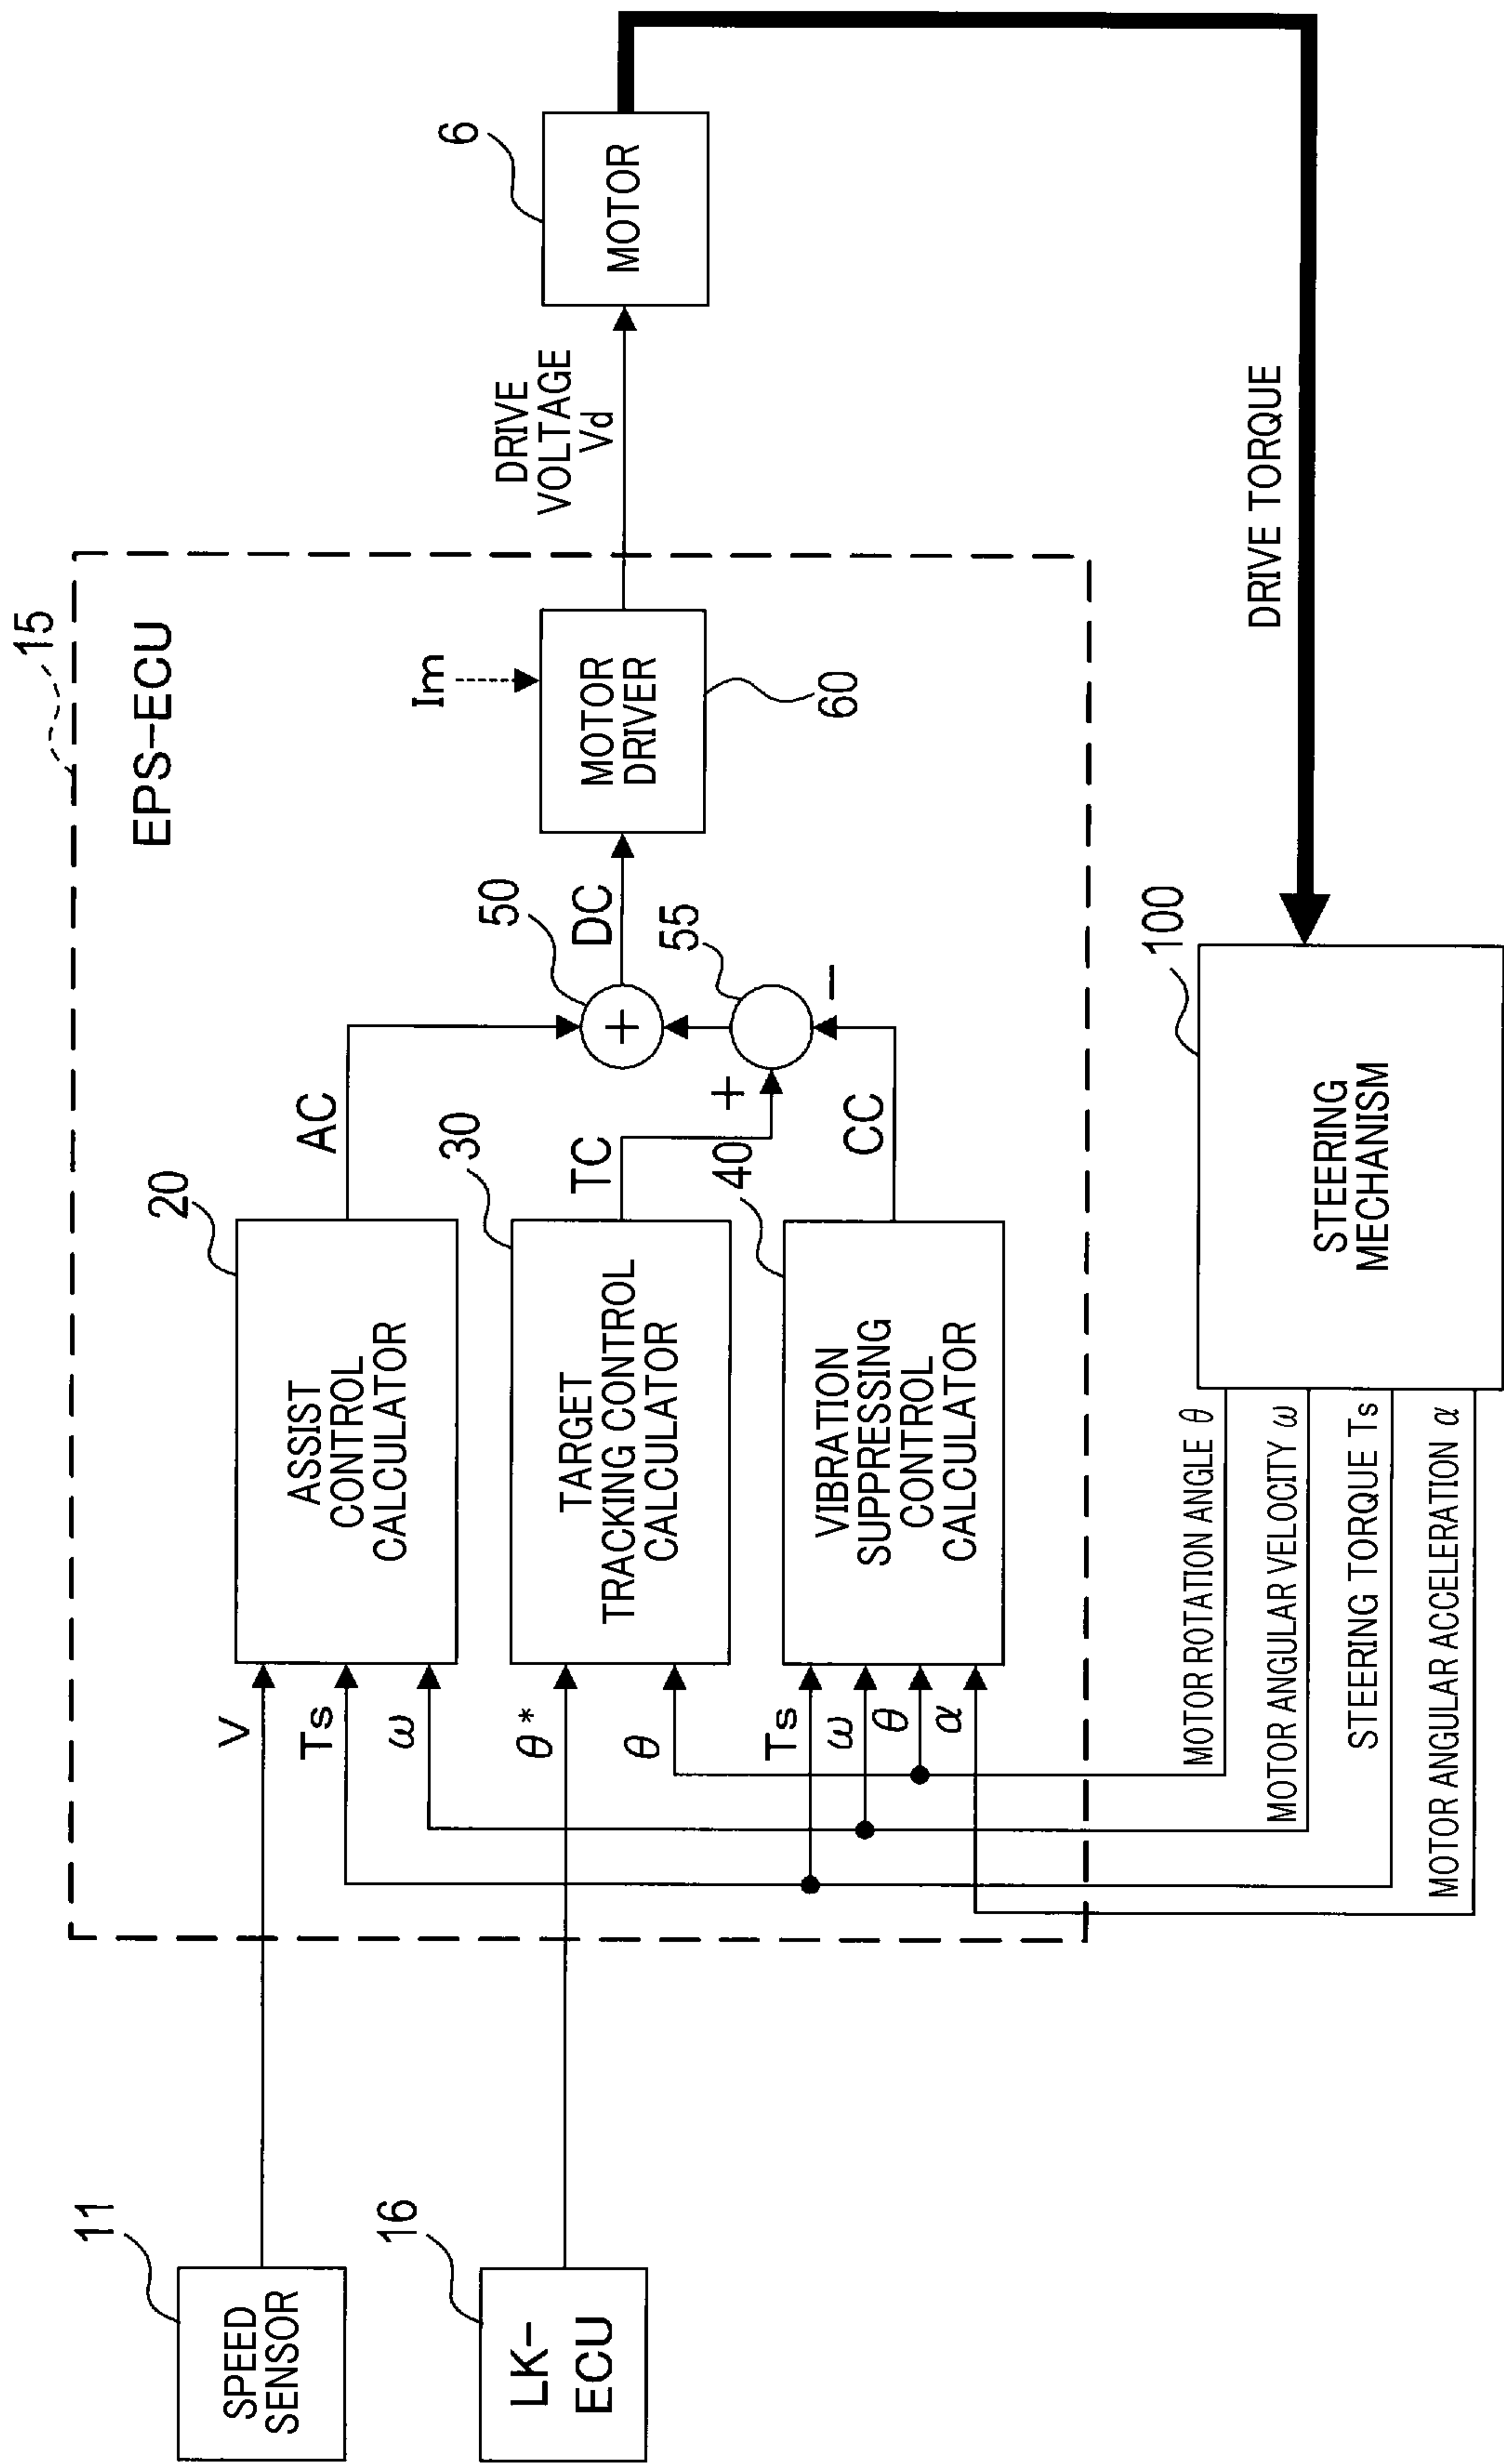 15
EPS-ECU
11
SPEED
SENSOR
V
Ts
ω
20
ASSIST
CONTROL
CALCULATOR
AC
16
LK-
ECU
θ*
θ
30
TARGET
TRACKING CONTROL
CALCULATOR
TC
+
50
+
DC
55
Im
MOTOR
DRIVER
60
DRIVE
VOLTAGE
Vd
6
MOTOR
Ts
ω
θ
α
40
VIBRATION
SUPPRESSING
CONTROL
CALCULATOR
CC
−
MOTOR ROTATION ANGLE θ
MOTOR ANGULAR VELOCITY ω
STEERING TORQUE Ts
MOTOR ANGULAR ACCELERATION α
100
STEERING
MECHANISM
DRIVE TORQUE